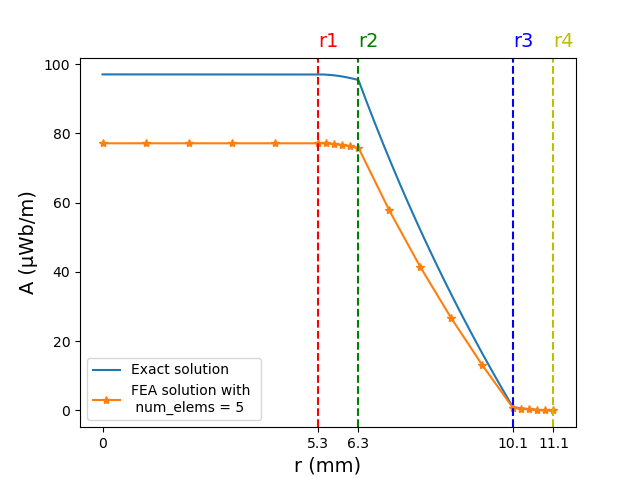 r1 r2 r3 r4
100
80
60
40
20
0
A (µWb/m)
Exact solution
FEA solution with
num_elems = 5
0 5.3 6.3 10.1 11.1
r (mm)